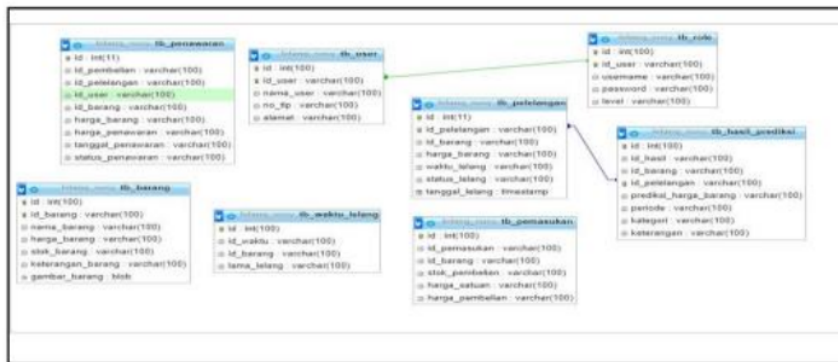 tb_penawaran
id : int(11)
id_pembelian : varchar(100)
id_pelelangan : varchar(100)
id_user : varchar(100)
id_barang : varchar(100)
harga_barang : varchar(100)
harga_penawaran : varchar(100)
tanggal_penawaran : varchar(100)
status_penawaran : varchar(100)
tb_user
id : int(100)
id_user : varchar(100)
nama_user : varchar(100)
no_tlp : varchar(100)
alamat : varchar(100)
tb_role
id : int(100)
id_user : varchar(100)
username : varchar(100)
password : varchar(100)
level : varchar(100)
tb_pelelangan
id : int(11)
id_pelelangan : varchar(100)
id_barang : varchar(100)
harga_barang : varchar(100)
waktu_lelang : varchar(100)
status_lelang : varchar(100)
tanggal_lelang : timestamp
tb_hasil_prediksi
id : int(100)
id_hasil : varchar(100)
id_barang : varchar(100)
id_pelelangan : varchar(100)
prediksi_harga_barang : varchar(100)
periode : varchar(100)
kategori : varchar(100)
keterangan : varchar(100)
tb_barang
id : int(100)
id_barang : varchar(100)
nama_barang : varchar(100)
harga_barang : varchar(100)
stok_barang : varchar(100)
keterangan_barang : varchar(100)
gambar_barang : blob
tb_waktu_lelang
id : int(100)
id_waktu : varchar(100)
id_barang : varchar(100)
lama_lelang : varchar(100)
tb_pemasukan
id : int(100)
id_pemasukan : varchar(100)
id_barang : varchar(100)
stok_pembelian : varchar(100)
harga_satuan : varchar(100)
harga_pembelian : varchar(100)